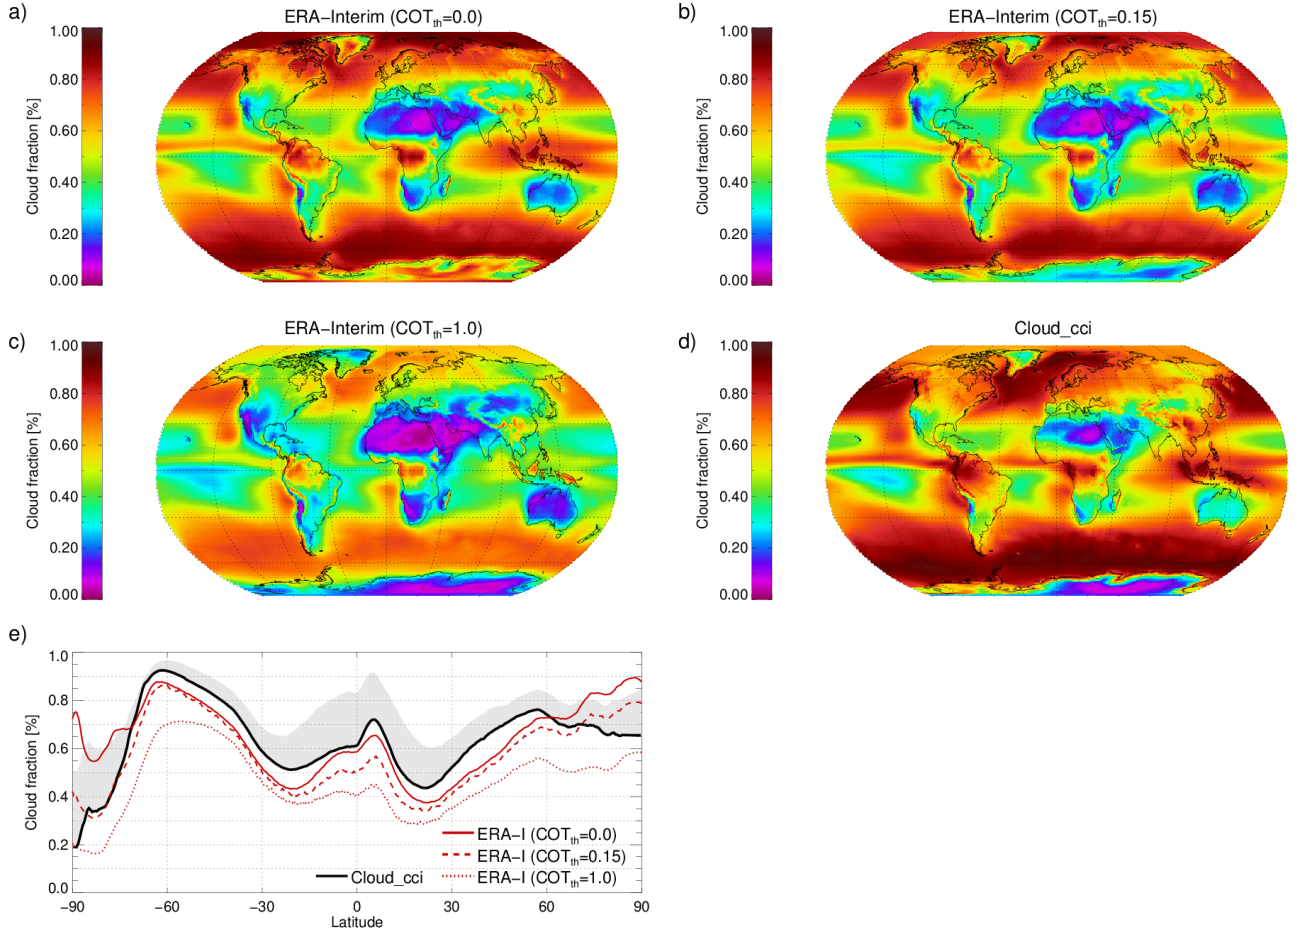 a)
ERA−Interim (COTth=0.0)
1.00
0.80
0.60
0.40
0.20
0.00
Cloud fraction [%]
b)
ERA−Interim (COTth=0.15)
1.00
0.80
0.60
0.40
0.20
0.00
Cloud fraction [%]
c)
ERA−Interim (COTth=1.0)
1.00
0.80
0.60
0.40
0.20
0.00
Cloud fraction [%]
d)
Cloud_cci
1.00
0.80
0.60
0.40
0.20
0.00
Cloud fraction [%]
e)
1.0
0.8
0.6
0.4
0.2
0.0
Cloud fraction [%]
ERA−I (COTth=0.0)
ERA−I (COTth=0.15)
Cloud_cci
ERA−I (COTth=1.0)
−90 −60 −30 0 30 60 90
Latitude